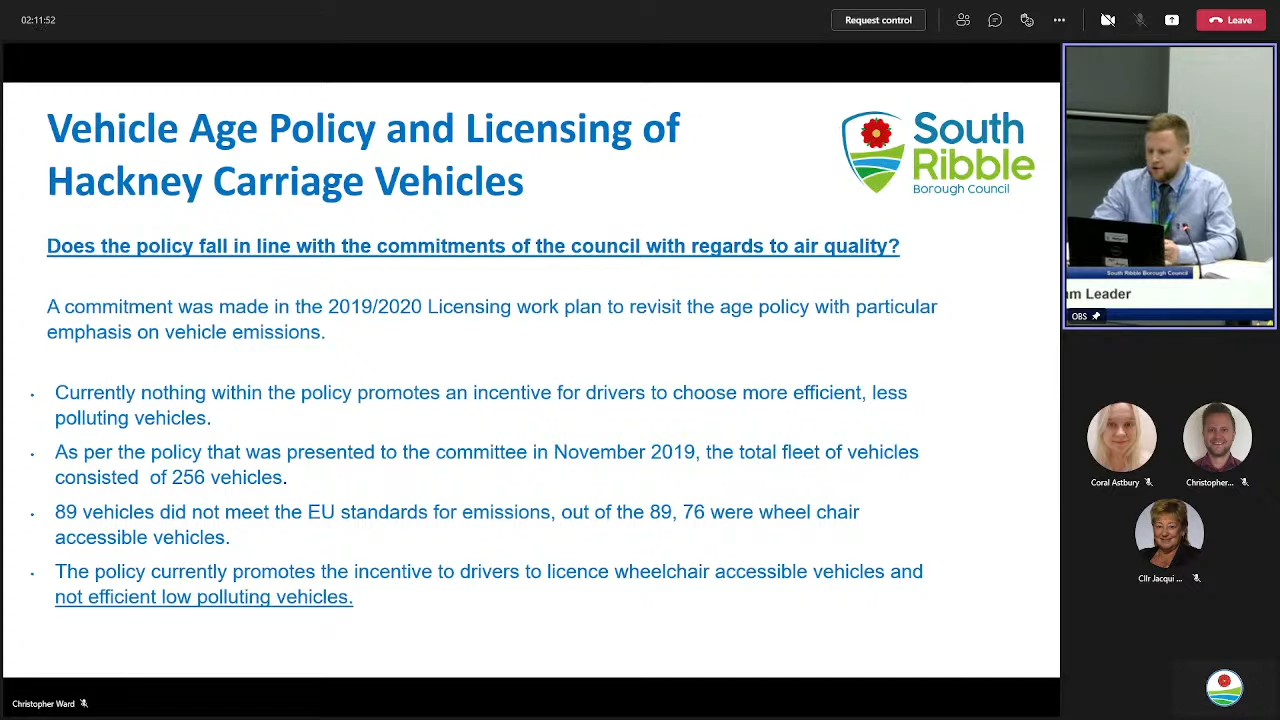 02:11:52
Request control
Leave
Vehicle Age Policy and Licensing of
Hackney Carriage Vehicles
South
Ribble
Borough Council
Does the policy fall in line with the commitments of the council with regards to air quality?
A commitment was made in the 2019/2020 Licensing work plan to revisit the age policy with particular
emphasis on vehicle emissions.
• Currently nothing within the policy promotes an incentive for drivers to choose more efficient, less
polluting vehicles.
• As per the policy that was presented to the committee in November 2019, the total fleet of vehicles
consisted  of 256 vehicles.
• 89 vehicles did not meet the EU standards for emissions, out of the 89, 76 were wheel chair
accessible vehicles.
• The policy currently promotes the incentive to drivers to licence wheelchair accessible vehicles and
not efficient low polluting vehicles.
South Ribble Borough Council
am Leader
OBS
Coral Astbury
Christopher...
Cllr Jacqui ...
Christopher Ward